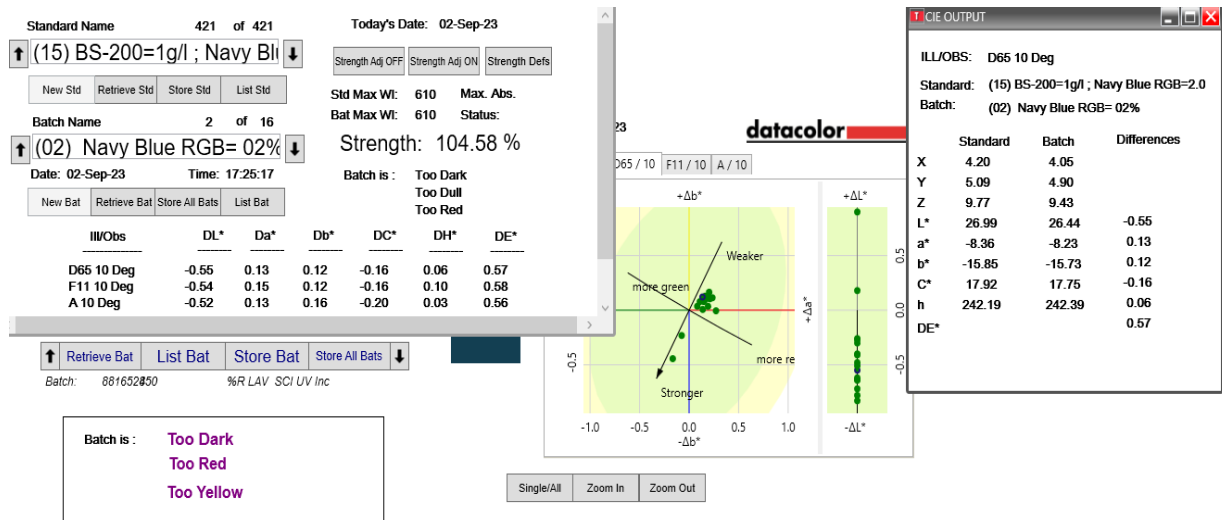 Standard Name 421 of 421
(15) BS-200=1g/l ; Navy Bl
New Std Retrieve Std Store Std List Std
Batch Name 2 of 16
(02) Navy Blue RGB= 02%
Date: 02-Sep-23 Time: 17:25:17
New Bat Retrieve Bat Store All Bats List Bat
Today's Date: 02-Sep-23
Strength Adj OFF Strength Adj ON Strength Defs
Std Max Wl: 610 Max. Abs.
Bat Max Wl: 610 Status:
Strength: 104.58 %
Batch is : Too Dark
Too Dull
Too Red
Ill/Obs DL* Da* Db* DC* DH* DE*
D65 10 Deg -0.55 0.13 0.12 -0.16 0.06 0.57
F11 10 Deg -0.54 0.15 0.12 -0.16 0.10 0.58
A 10 Deg -0.52 0.13 0.16 -0.20 0.03 0.56
Retrieve Bat List Bat Store Bat Store All Bats
Batch: %R LAV SCI UV Inc
Batch is : Too Dark
Too Red
Too Yellow
23
datacolor
D65 / 10 F11 / 10 A / 10
+Δb* +ΔL*
Weaker
more green
+Δa*
more re
Stronger
0.5
0.0
-0.5
-0.5
-1.0 -0.5 0.0 0.5 1.0
-Δb* -ΔL*
Single/All Zoom In Zoom Out
CIE OUTPUT
ILL/OBS: D65 10 Deg
Standard: (15) BS-200=1g/l ; Navy Blue RGB=2.0
Batch: (02) Navy Blue RGB= 02%
Standard Batch Differences
X 4.20 4.05
Y 5.09 4.90
Z 9.77 9.43
L* 26.99 26.44 -0.55
a* -8.36 -8.23 0.13
b* -15.85 -15.73 0.12
C* 17.92 17.75 -0.16
h 242.19 242.39 0.06
DE* 0.57